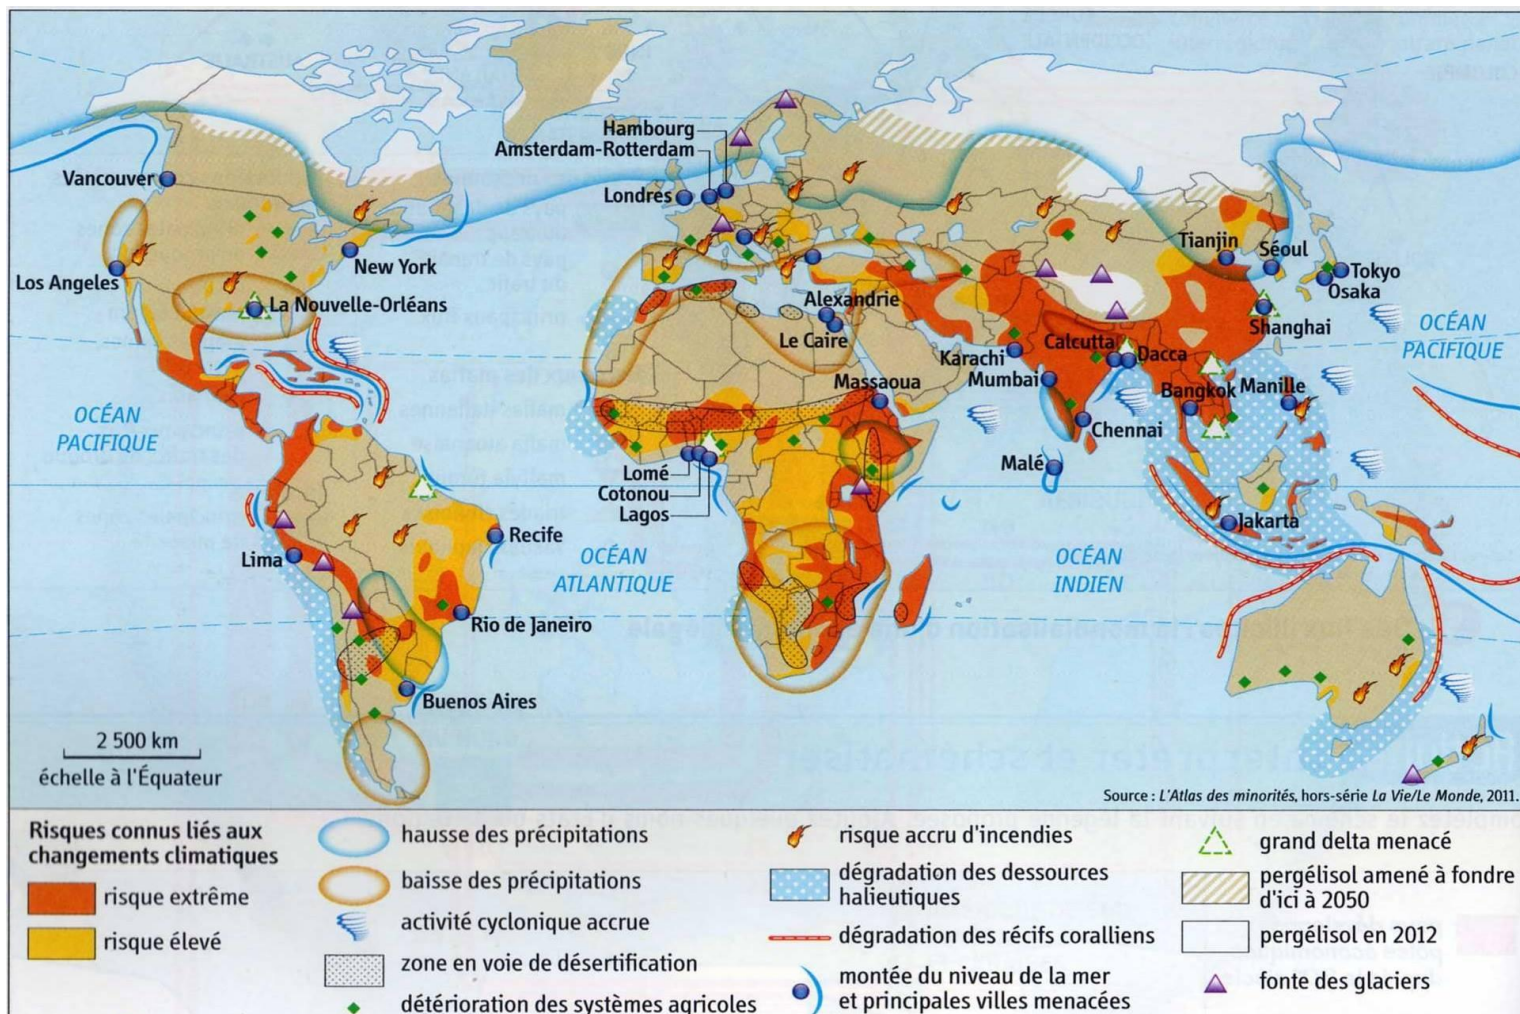 Hambourg
Amsterdam-Rotterdam
Vancouver
Londres
Tianjin
Séoul
Los Angeles
New York
Tokyo
Osaka
La Nouvelle-Orléans
Alexandrie
Le Caire
Shanghai
OCÉAN
PACIFIQUE
Karachi
Calcutta
Dacca
Mumbai
Massaoua
Bangkok
Manille
OCÉAN
PACIFIQUE
Chennai
Malé
Lomé
Cotonou
Lagos
Jakarta
Recife
Lima
OCÉAN
ATLANTIQUE
OCÉAN
INDIEN
Rio de Janeiro
Buenos Aires
2 500 km
échelle à l'Équateur
Source : L'Atlas des minorités, hors-série La Vie/Le Monde, 2011.
Risques connus liés aux
changements climatiques
risque extrême
risque élevé
hausse des précipitations
baisse des précipitations
activité cyclonique accrue
zone en voie de désertification
détérioration des systèmes agricoles
risque accru d'incendies
dégradation des dessources
halieutiques
dégradation des récifs coralliens
montée du niveau de la mer
et principales villes menacées
grand delta menacé
pergélisol amené à fondre
d'ici à 2050
pergélisol en 2012
fonte des glaciers